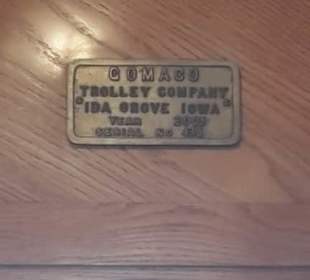 GOMACO
TROLLEY COMPANY
"IDA GROVE IOWA"
YEAR
SERIAL No